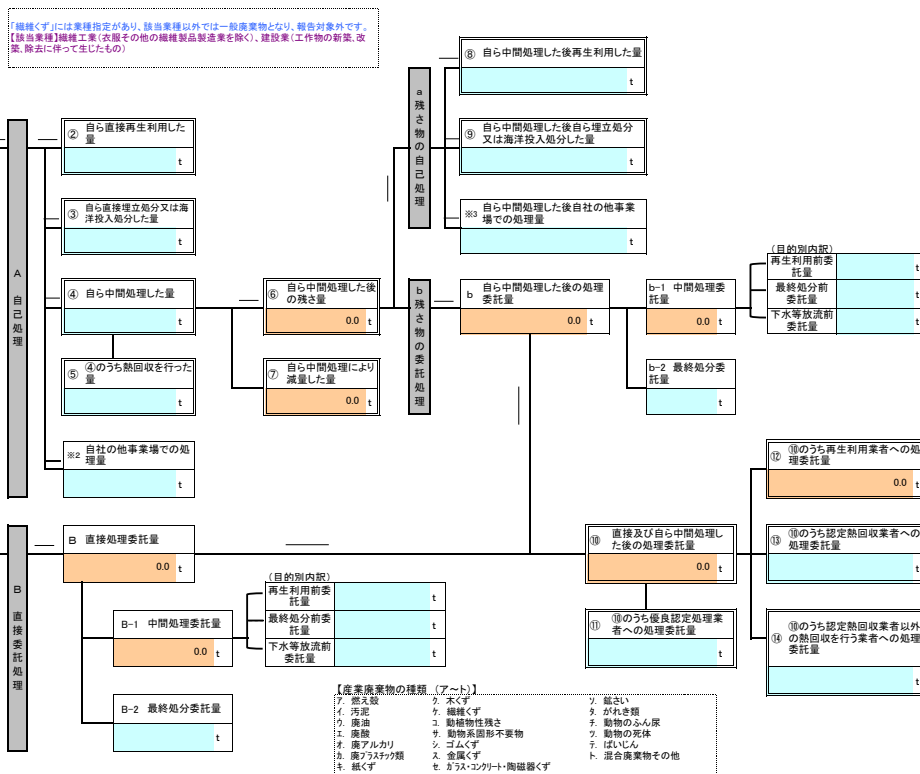 「繊維くず」には業種指定があり、該当業種以外では一般廃棄物となり、報告対象外です。
【該当業種】繊維工業(衣服その他の繊維製品製造業を除く)、建設業(工作物の新築、改
築、除去に伴って生じたもの)
⑧ 自ら中間処理した後再生利用した量
t
a 残さ物の自己処理
② 自ら直接再生利用した
量
t
⑨ 自ら中間処理した後自ら埋立処分
又は海洋投入処分した量
t
③ 自ら直接埋立処分又は海
洋投入処分した量
t
※3 自ら中間処理した後自社の他事業
場での処理量
t
A 自己処理
④ 自ら中間処理した量
t
⑥ 自ら中間処理した後
の残さ量
0.0 t
b 残さ物の委託処理
b 自ら中間処理した後の処理
委託量
0.0 t
b-1 中間処理委
託量
0.0 t
(目的別内訳)
再生利用前委
託量
t
最終処分前
委託量
t
下水等放流前
委託量
t
⑤ ④のうち熱回収を行った
量
t
⑦ 自ら中間処理により
減量した量
0.0 t
b-2 最終処分委
託量
t
※2 自社の他事業場での処
理量
t
⑫ ⑩のうち再生利用業者への処
理委託量
0.0 t
B 直接委託処理
B 直接処理委託量
0.0 t
⑩ 直接及び自ら中間処理し
た後の処理委託量
0.0 t
⑬ ⑩のうち認定熱回収業者への
処理委託量
t
B-1 中間処理委託量
0.0 t
(目的別内訳)
再生利用前委
託量
t
最終処分前委
託量
t
下水等放流前
委託量
t
⑪ ⑩のうち優良認定処理業
者への処理委託量
t
⑭ ⑩のうち認定熱回収業者以外
の熱回収を行う業者への処理
委託量
t
B-2 最終処分委託量
t
【産業廃棄物の種類 (ア~ト)】
ア. 燃え殻 ク. 木くず ソ. 鉱さい
イ. 汚泥 ケ. 繊維くず タ. がれき類
ウ. 廃油 コ. 動植物性残さ チ. 動物のふん尿
エ. 廃酸 サ. 動物系固形不要物 ツ. 動物の死体
オ. 廃アルカリ シ. ゴムくず テ. ばいじん
カ. 廃プラスチック類 ス. 金属くず ト. 混合廃棄物その他
キ. 紙くず セ. ガラス・コンクリート・陶磁器くず